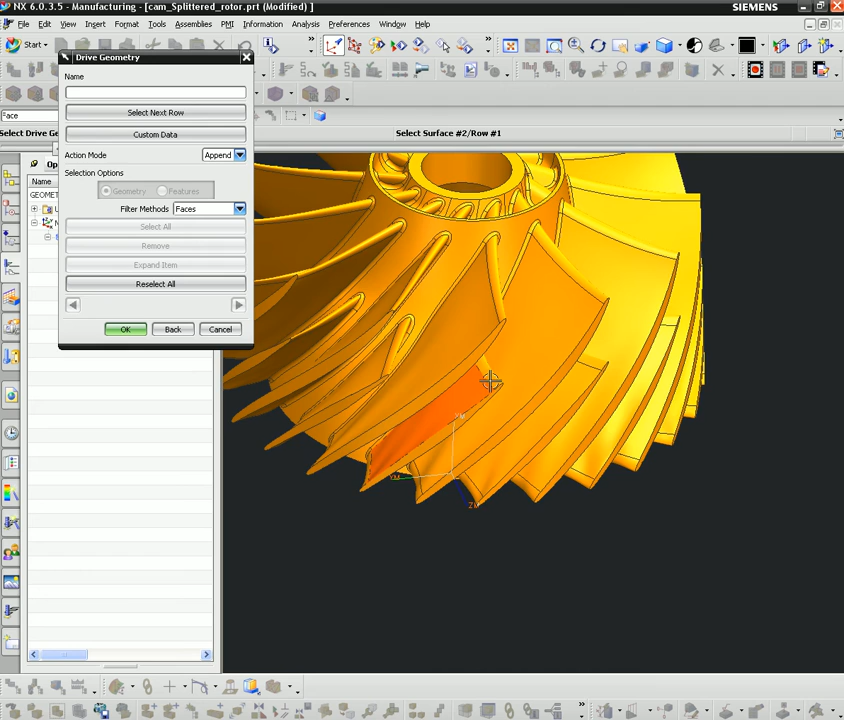 NX 6.0.3.5 - Manufacturing - [cam_Splittered_rotor.prt (Modified) ]
SIEMENS
File Edit View Insert Format Tools Assemblies PMI Information Analysis Preferences Window Help
Start
Drive Geometry
Name
Select Next Row
Custom Data
Action Mode Append
Selection Options
Geometry Features
Filter Methods Faces
Select All
Remove
Expand Item
Reselect All
OK Back Cancel
Face
Select Drive Ge
Select Surface #2/Row #1
Op
Name
GEOMET
YM